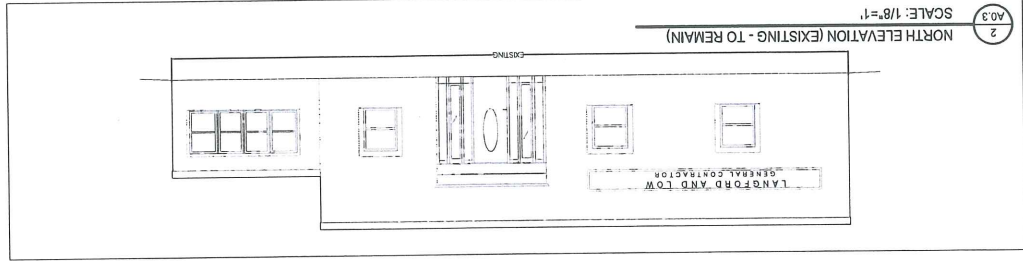 LANGFORD AND LOW
GENERAL CONTRACTOR
EXISTING
2
A0.3
NORTH ELEVATION (EXISTING - TO REMAIN)
SCALE: 1/8"=1'